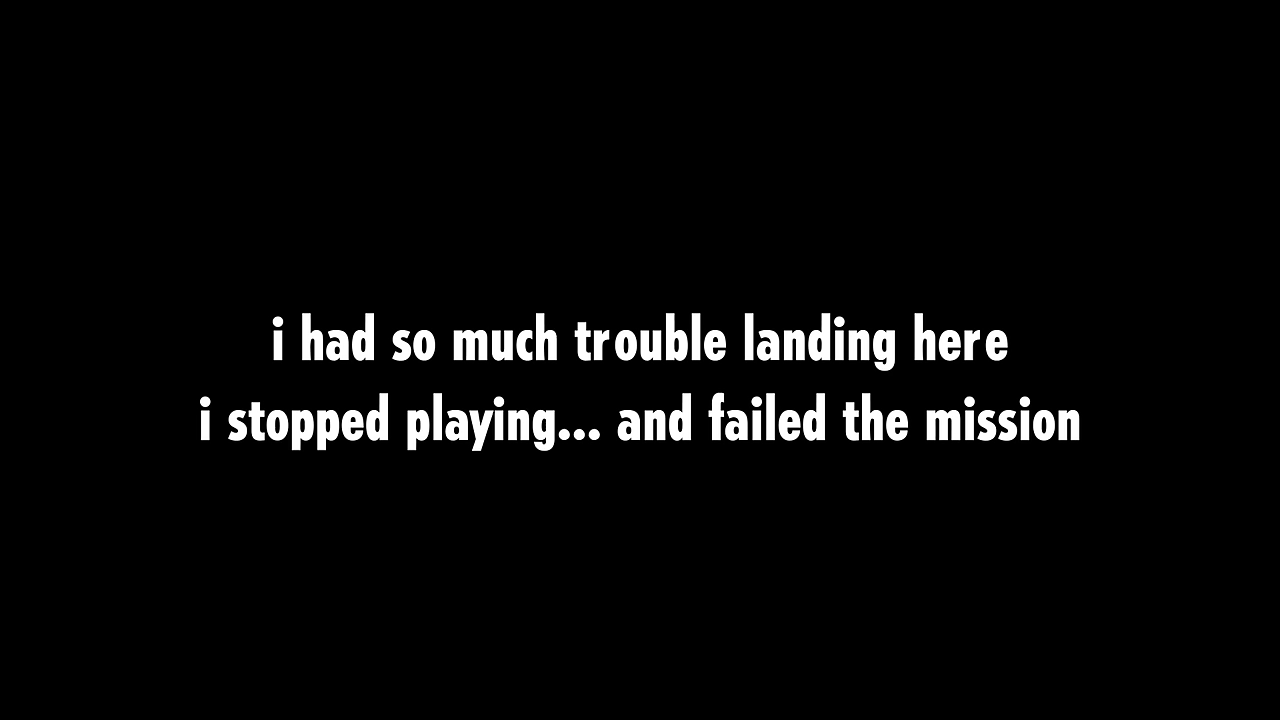 i had so much trouble landing here
i stopped playing... and failed the mission